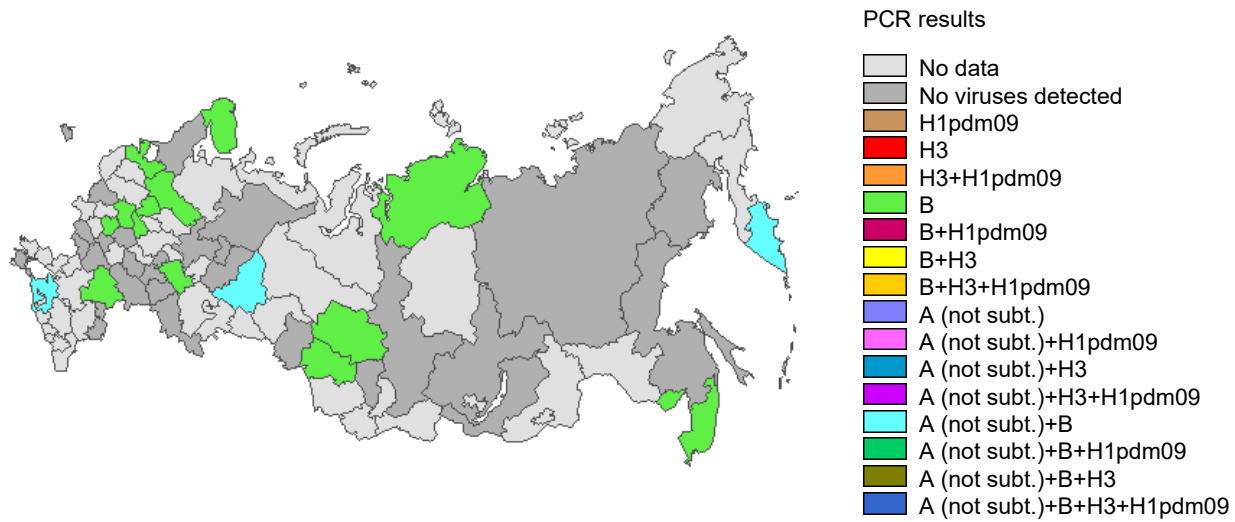 PCR results
No data
No viruses detected
H1pdm09
H3
H3+H1pdm09
B
B+H1pdm09
B+H3
B+H3+H1pdm09
A (not subt.)
A (not subt.)+H1pdm09
A (not subt.)+H3
A (not subt.)+H3+H1pdm09
A (not subt.)+B
A (not subt.)+B+H1pdm09
A (not subt.)+B+H3
A (not subt.)+B+H3+H1pdm09